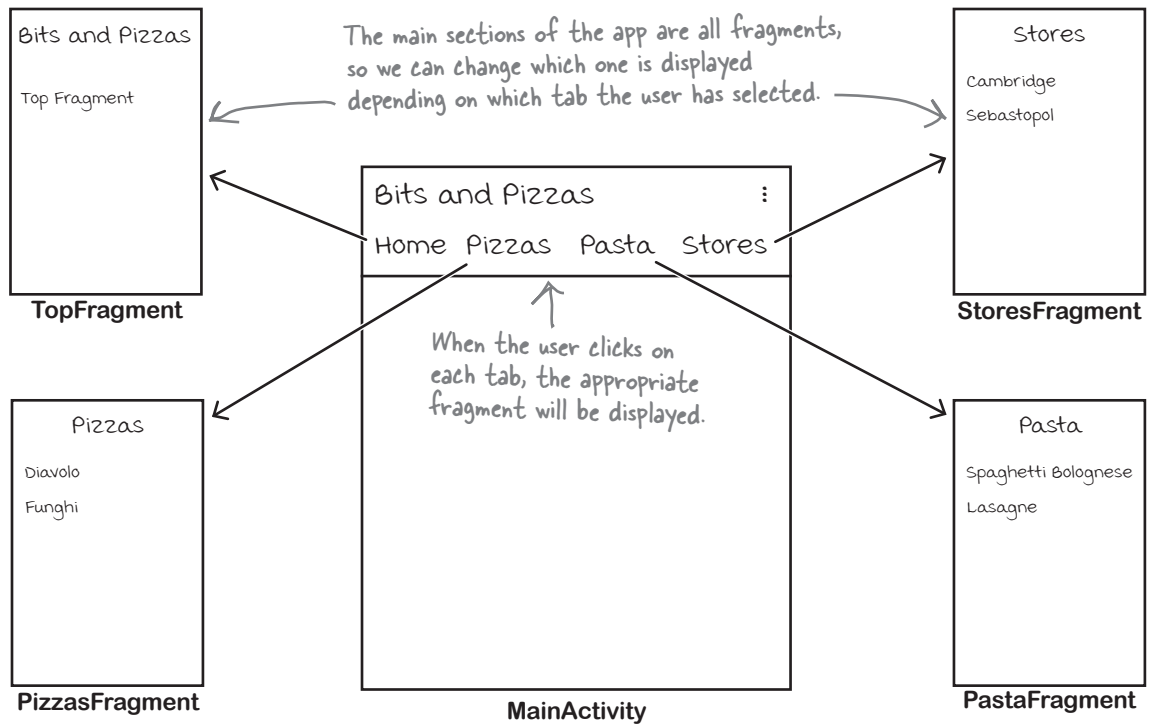 Bits and Pizzas
Top Fragment
TopFragment
The main sections of the app are all fragments,
so we can change which one is displayed
depending on which tab the user has selected.
Stores
Cambridge
Sebastopol
StoresFragment
Bits and Pizzas
Home Pizzas Pasta Stores
When the user clicks on
each tab, the appropriate
fragment will be displayed.
MainActivity
Pizzas
Diavolo
Funghi
PizzasFragment
Pasta
Spaghetti Bolognese
Lasagne
PastaFragment